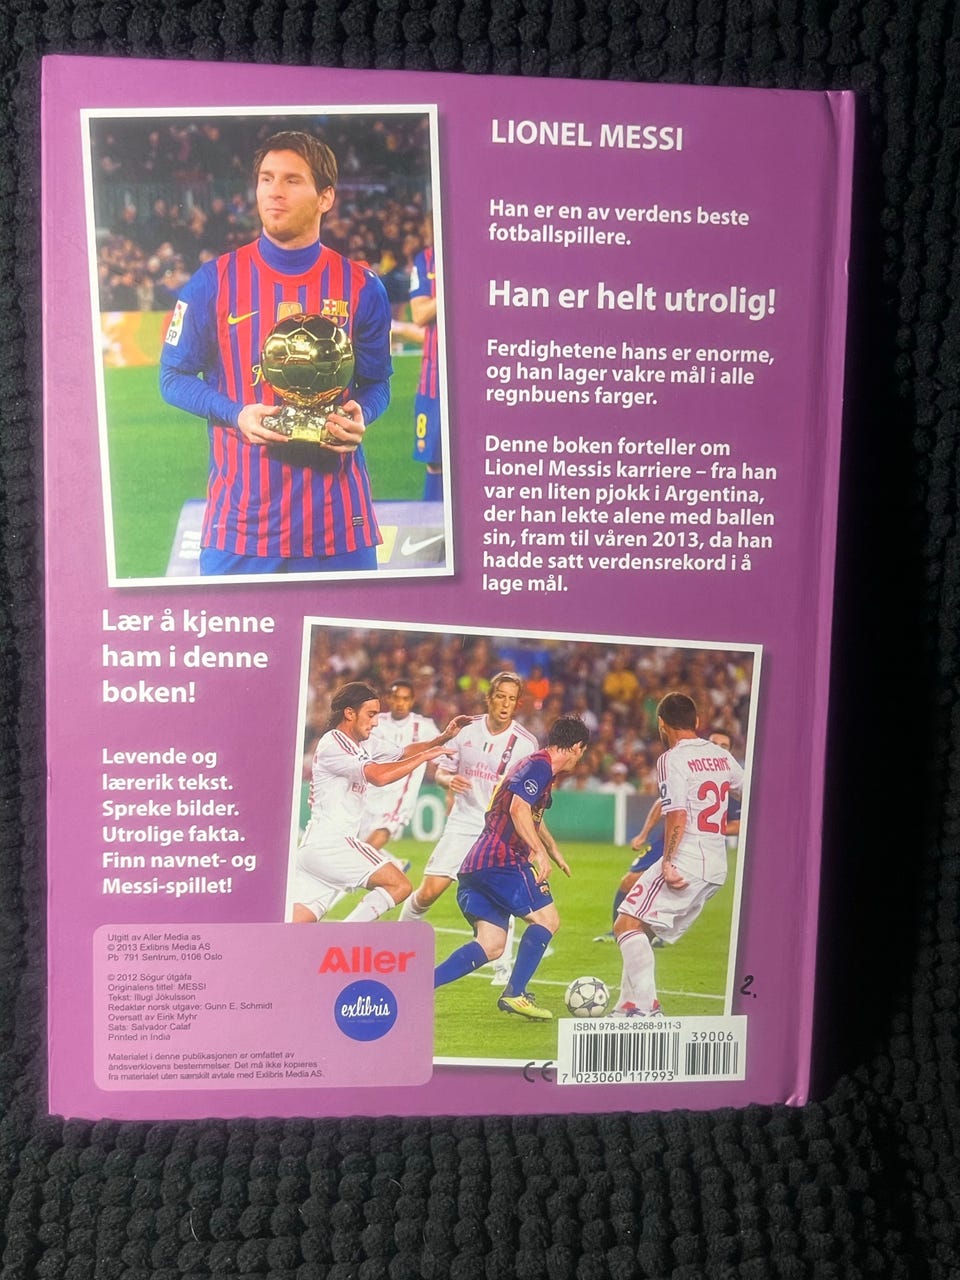 LIONEL MESSI
Han er en av verdens beste
fotballspillere.
Han er helt utrolig!
Ferdighetene hans er enorme,
og han lager vakre mål i alle
regnbuens farger.
Denne boken forteller om
Lionel Messis karriere – fra han
var en liten pjokk i Argentina,
der han lekte alene med ballen
sin, fram til våren 2013, da han
hadde satt verdensrekord i å
lage mål.
Lær å kjenne
ham i denne
boken!
Levende og
lærerik tekst.
Spreke bilder.
Utrolige fakta.
Finn navnet- og
Messi-spillet!
8
22
2
2.
Utgitt av Aller Media as
© 2013 Exlibris Media AS
Pb 791 Sentrum, 0106 Oslo
© 2012 Sögur útgáfa
Originalens tittel: MESSI
Tekst: Illugi Jökulsson
Redaktør norsk utgave: Gunn E. Schmidt
Oversatt av Eirik Myhr
Sats: Salvador Calaf
Printed in India
Materialet i denne publikasjonen er omfattet av
åndsverklovens bestemmelser. Det må ikke kopieres
fra materialet uten særskilt avtale med Exlibris Media AS.
Aller
exlibris
CE
ISBN 978-82-8268-911-3
39006
7 023060 117993